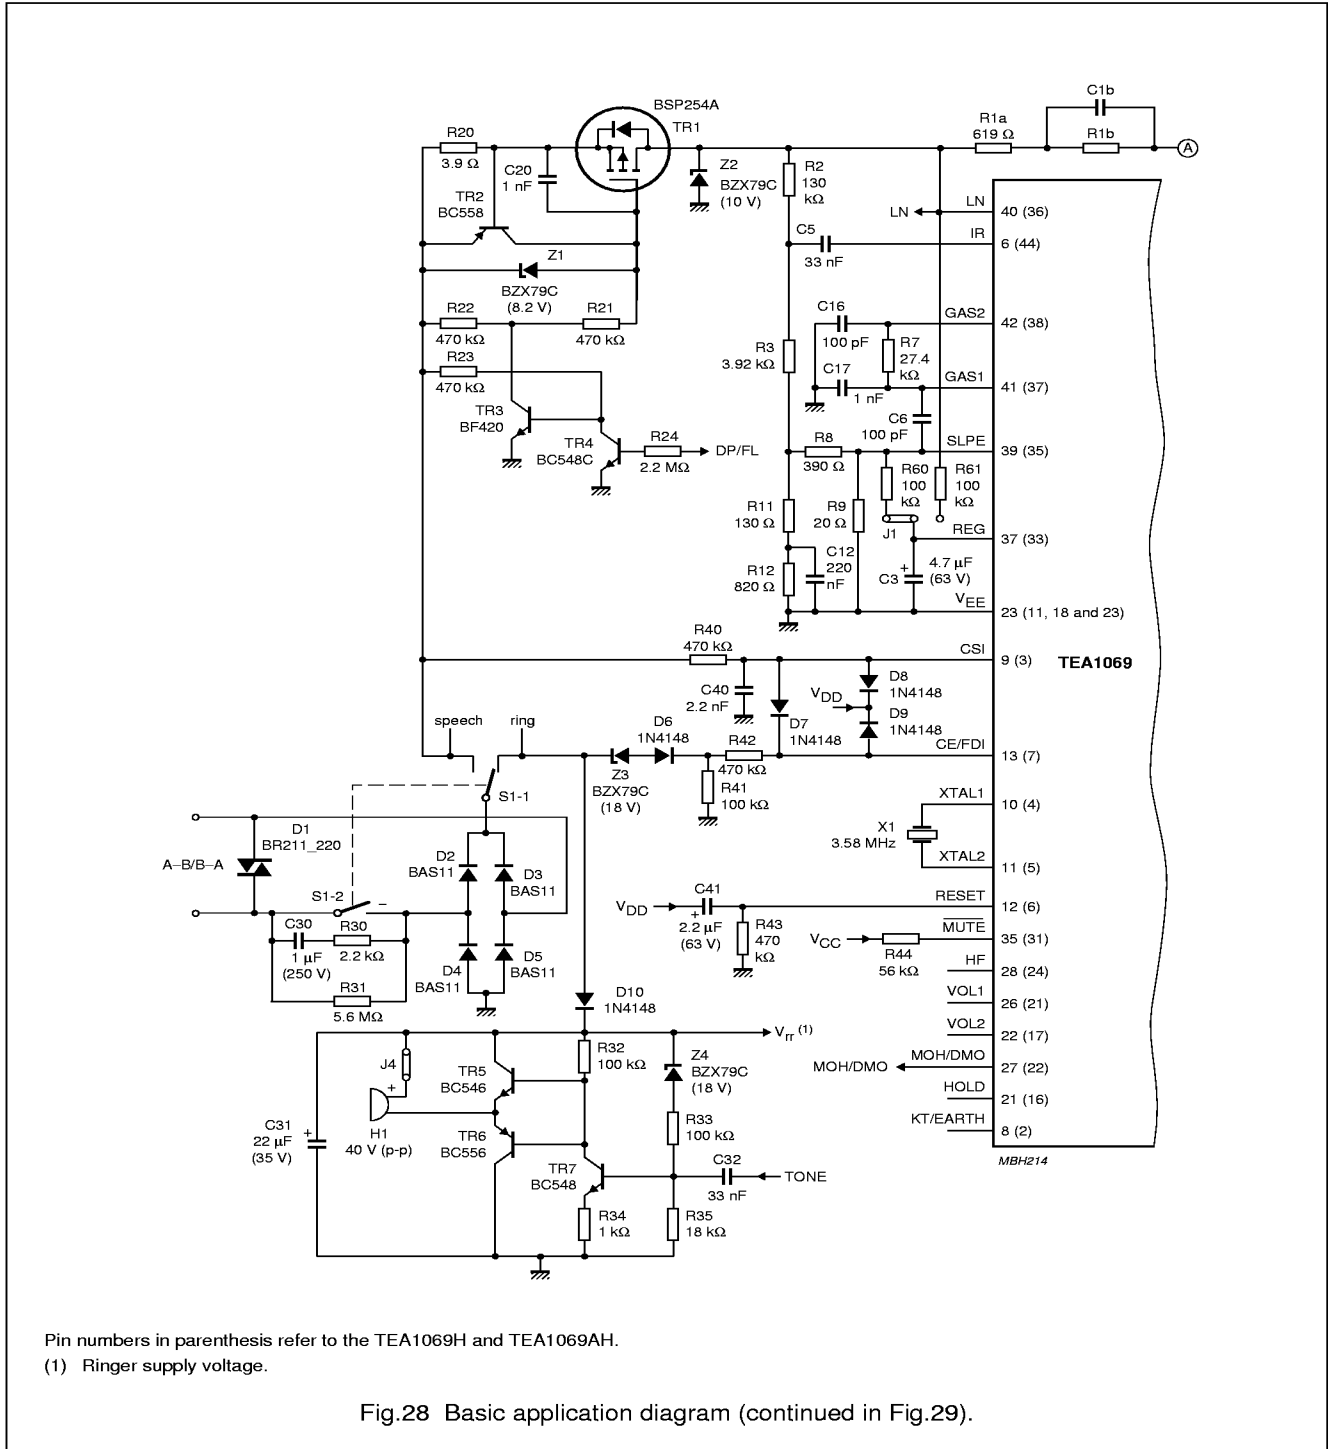 BSP254A
TR1
C1b
R1a
619 Ω
R1b
A
R20
3.9 Ω
C20
1 nF
Z2
BZX79C
(10 V)
R2
130
kΩ
TR2
BC558
LN
LN
40 (36)
IR
6 (44)
C5
33 nF
Z1
BZX79C
(8.2 V)
R22
470 kΩ
R21
470 kΩ
C16
100 pF
GAS2
42 (38)
R7
27.4
kΩ
R3
3.92 kΩ
R23
470 kΩ
C17
1 nF
GAS1
41 (37)
C6
100 pF
TR3
BF420
TR4
BC548C
R24
2.2 MΩ
DP/FL
R8
390 Ω
SLPE
39 (35)
R60
100
kΩ
R61
100
kΩ
R11
130 Ω
R9
20 Ω
J1
REG
37 (33)
R12
820 Ω
C12
220
nF
C3
+
4.7 μF
(63 V)
VEE
23 (11, 18 and 23)
R40
470 kΩ
CSI
9 (3)
TEA1069
C40
2.2 nF
VDD
D8
1N4148
D9
1N4148
D7
1N4148
speech
ring
D6
1N4148
Z3
BZX79C
(18 V)
R42
470 kΩ
R41
100 kΩ
CE/FDI
13 (7)
S1-1
XTAL1
10 (4)
X1
3.58 MHz
XTAL2
11 (5)
D1
BR211_220
A–B/B–A
S1-2
–
D2
BAS11
D3
BAS11
C30
1 μF
(250 V)
R30
2.2 kΩ
D4
BAS11
D5
BAS11
R31
5.6 MΩ
VDD
C41
+
2.2 μF
(63 V)
R43
470
kΩ
RESET
12 (6)
VCC
R44
56 kΩ
MUTE
35 (31)
HF
28 (24)
VOL1
26 (21)
VOL2
22 (17)
MOH/DMO
MOH/DMO
27 (22)
HOLD
21 (16)
KT/EARTH
8 (2)
MBH214
D10
1N4148
Vrr (1)
J4
+
H1
40 V (p-p)
TR5
BC546
R32
100 kΩ
Z4
BZX79C
(18 V)
C31
+
22 μF
(35 V)
TR6
BC556
R33
100 kΩ
TR7
BC548
C32
33 nF
TONE
R34
1 kΩ
R35
18 kΩ
Pin numbers in parenthesis refer to the TEA1069H and TEA1069AH.
(1) Ringer supply voltage.
Fig.28 Basic application diagram (continued in Fig.29).